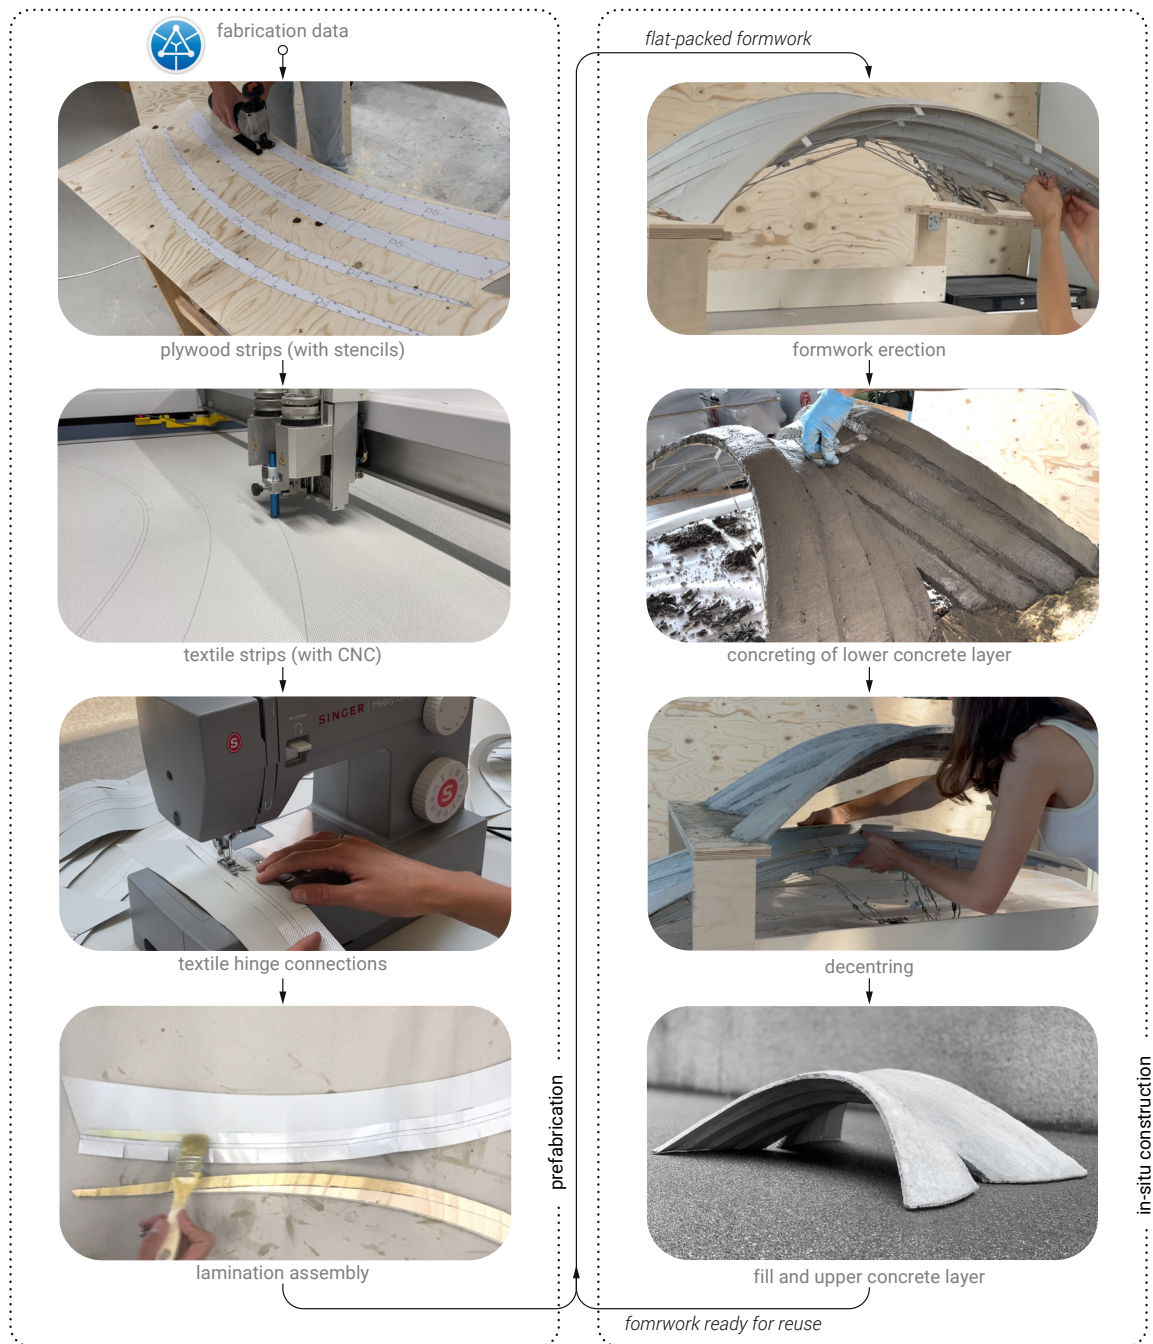 fabrication data
p6
p5
plywood strips (with stencils)
textile strips (with CNC)
SINGER
S
S
textile hinge connections
lamination assembly
prefabrication
flat-packed formwork
formwork erection
concreting of lower concrete layer
decentring
fill and upper concrete layer
fomrwork ready for reuse
in-situ construction